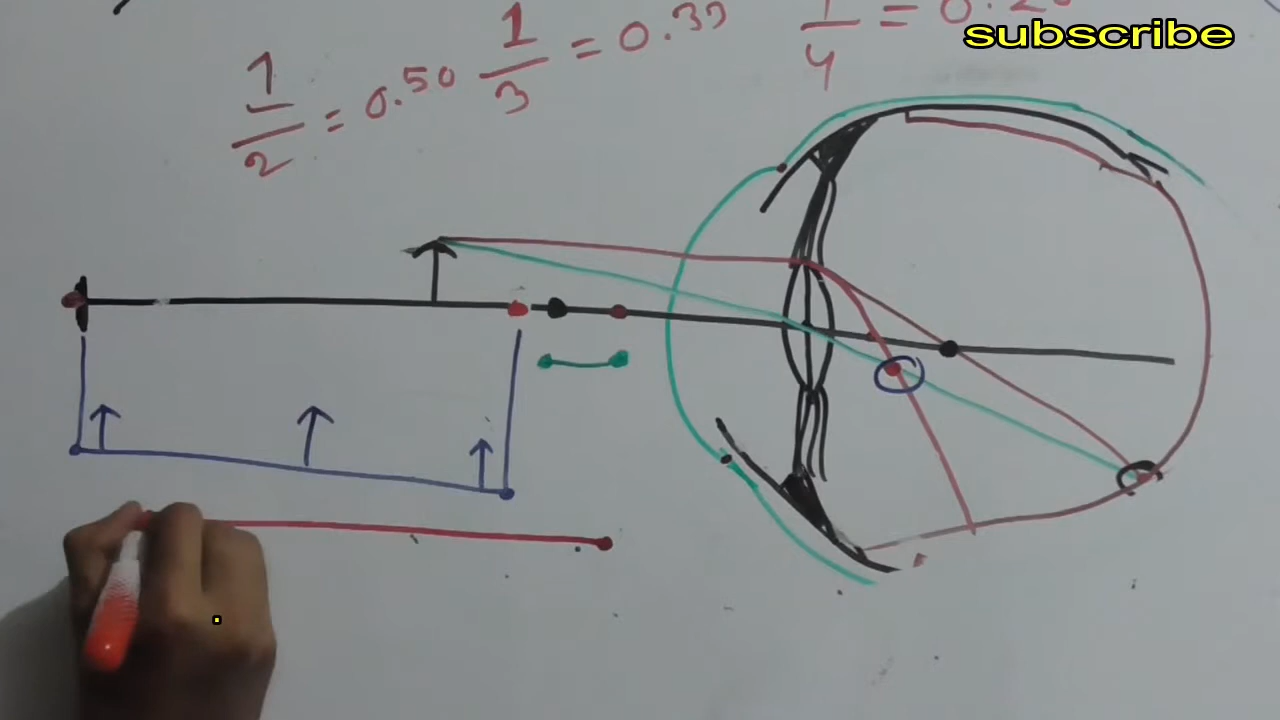 subscribe
1/2 = 0.50
1/3 = 0.33